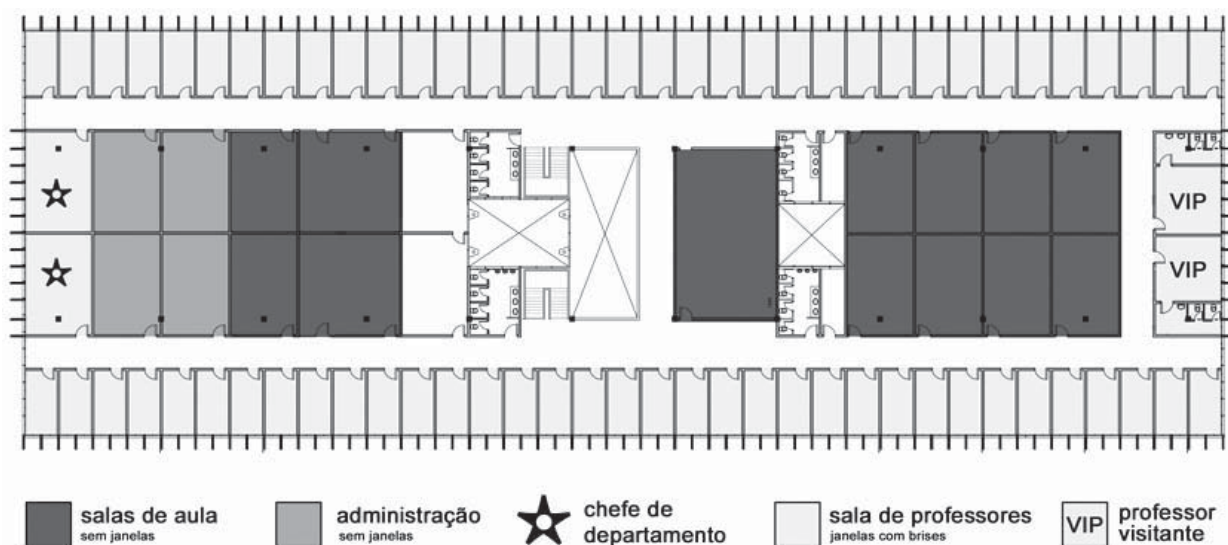 VIP
VIP
salas de aula
sem janelas
administração
sem janelas
chefe de
departamento
sala de professores
janelas com brises
VIP
professor
visitante